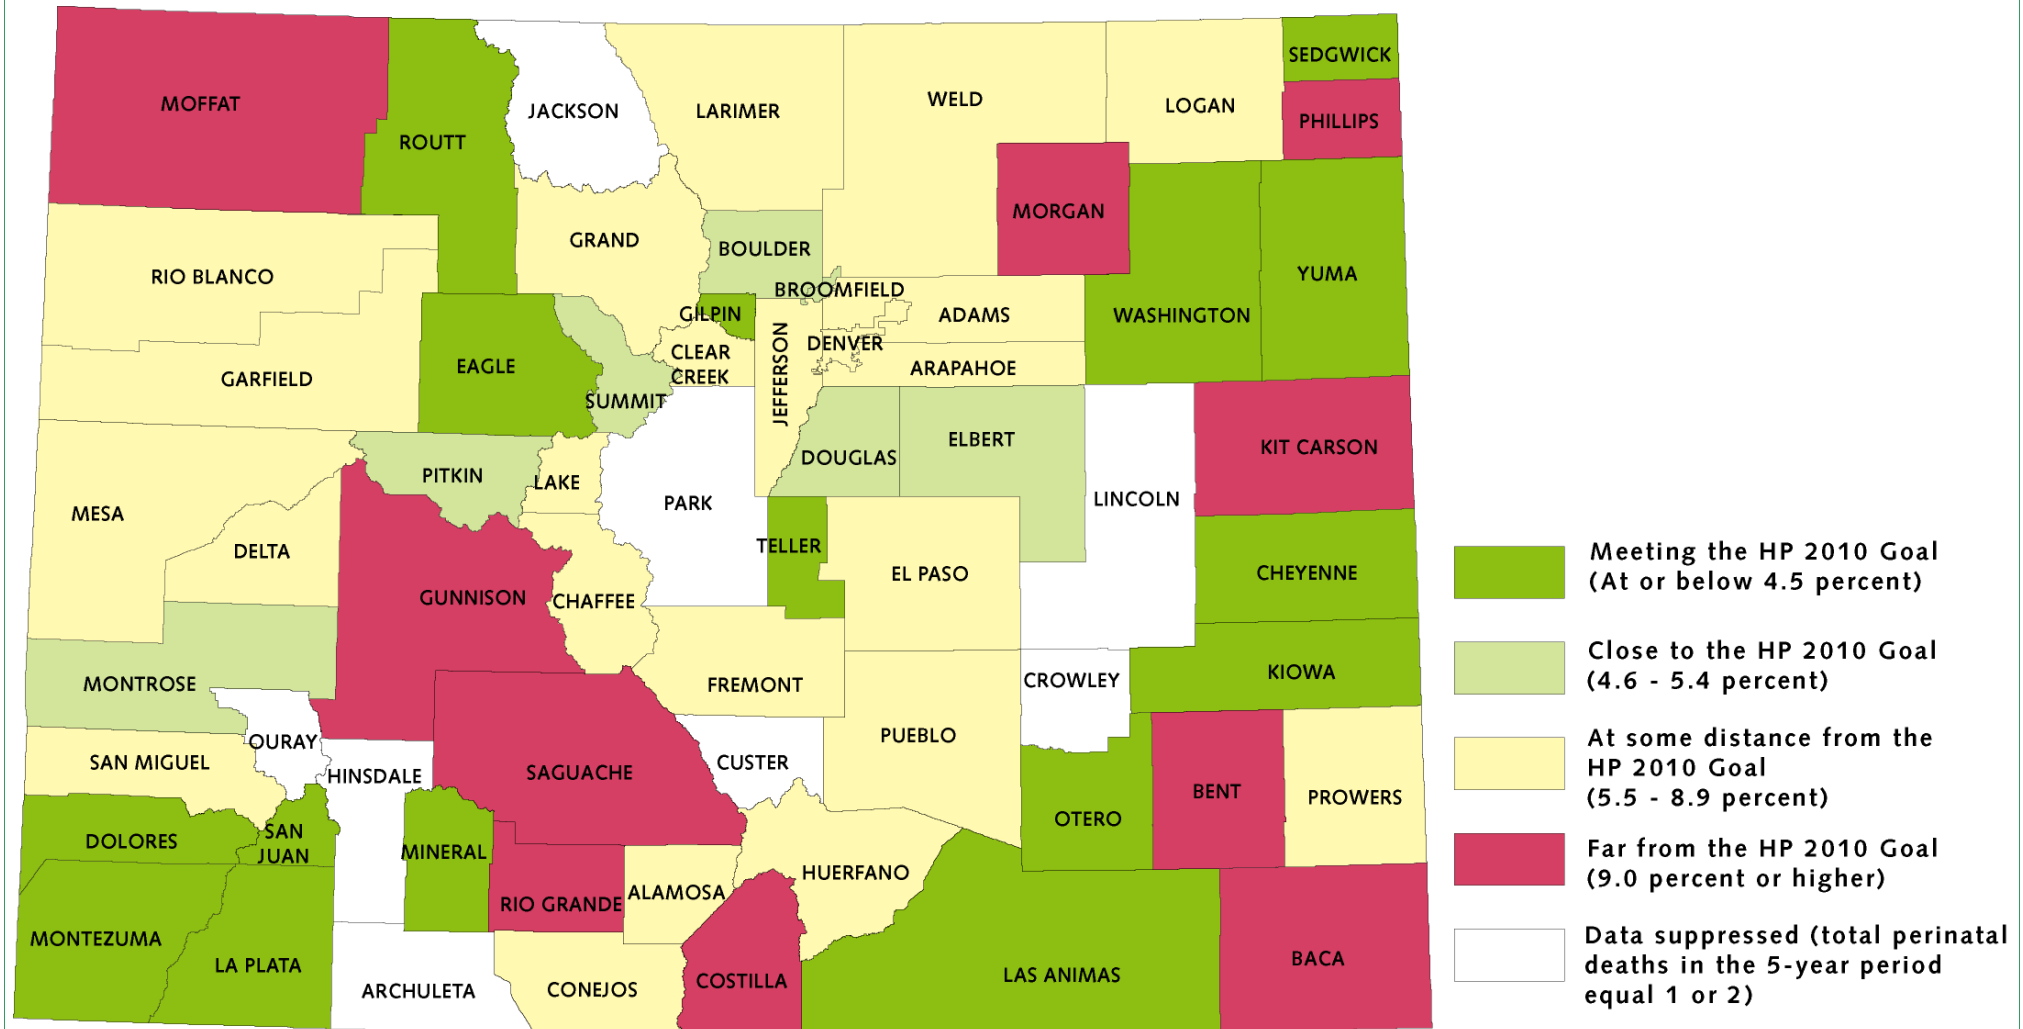 SEDGWICK
MOFFAT
JACKSON
LARIMER
WELD
LOGAN
PHILLIPS
ROUTT
MORGAN
GRAND
BOULDER
RIO BLANCO
YUMA
BROOMFIELD
GILPIN
ADAMS
WASHINGTON
DENVER
CLEAR
CREEK
JEFFERSON
EAGLE
ARAPAHOE
GARFIELD
SUMMIT
ELBERT
KIT CARSON
DOUGLAS
PITKIN
LAKE
LINCOLN
PARK
MESA
DELTA
TELLER
EL PASO
CHEYENNE
GUNNISON
CHAFFEE
KIOWA
CROWLEY
MONTROSE
FREMONT
PUEBLO
OURAY
SAN MIGUEL
HINSDALE
SAGUACHE
CUSTER
BENT
PROWERS
OTERO
DOLORES
SAN
JUAN
MINERAL
HUERFANO
ALAMOSA
RIO GRANDE
MONTEZUMA
LA PLATA
BACA
LAS ANIMAS
COSTILLA
ARCHULETA
CONEJOS
Meeting the HP 2010 Goal
(At or below 4.5 percent)
Close to the HP 2010 Goal
(4.6 - 5.4 percent)
At some distance from the
HP 2010 Goal
(5.5 - 8.9 percent)
Far from the HP 2010 Goal
(9.0 percent or higher)
Data suppressed (total perinatal
deaths in the 5-year period
equal 1 or 2)